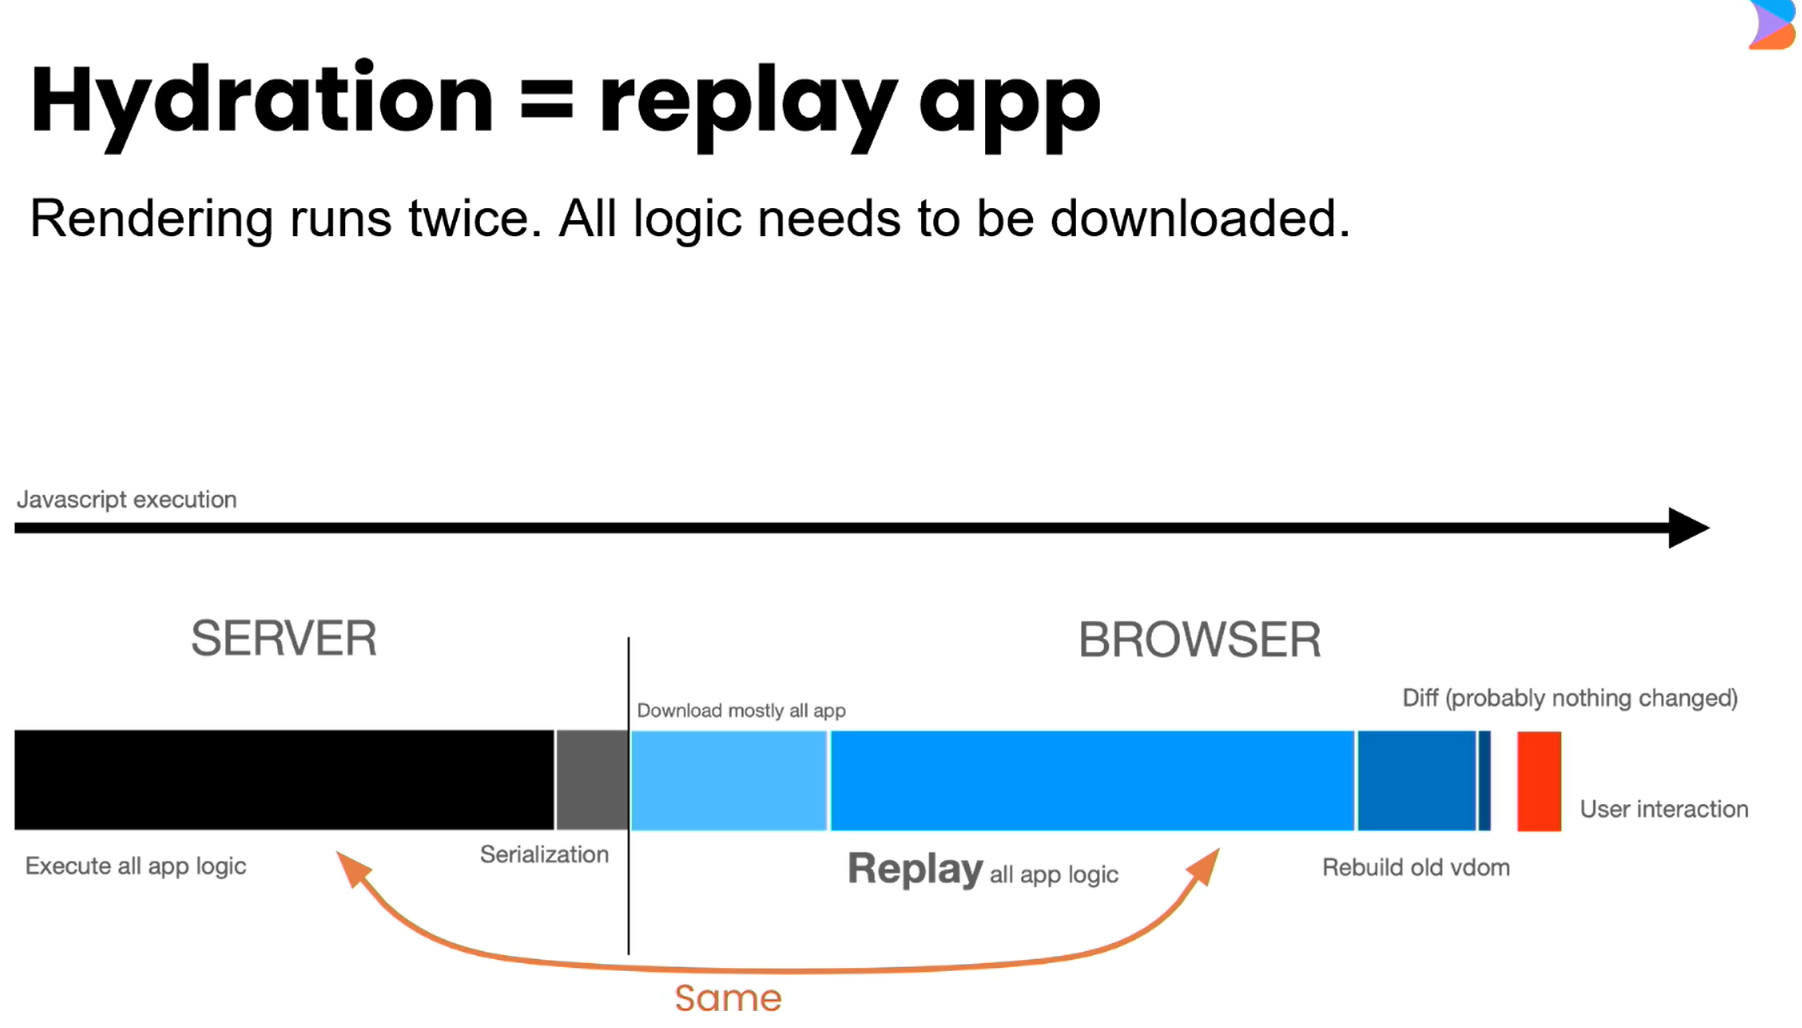 Hydration = replay app
Rendering runs twice. All logic needs to be downloaded.
Javascript execution
SERVER
BROWSER
Diff (probably nothing changed)
Download mostly all app
User interaction
Execute all app logic
Serialization
Replay all app logic
Rebuild old vdom
Same